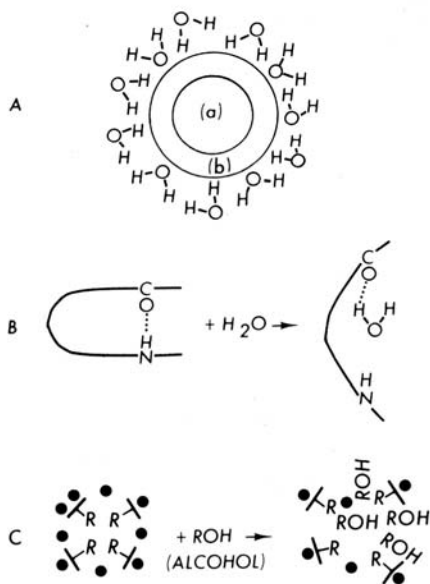 A
H O H
H O H
H O H
H O H
O H H
H O H
O H H
H O H
H O H
H O H
H O H
(a)
(b)
B
C
O
H
N
+ H2O
C
O
H H
O
H
N
C
R R
R R
+ ROH
(ALCOHOL)
ROH
R R
ROH ROH
R R
ROH